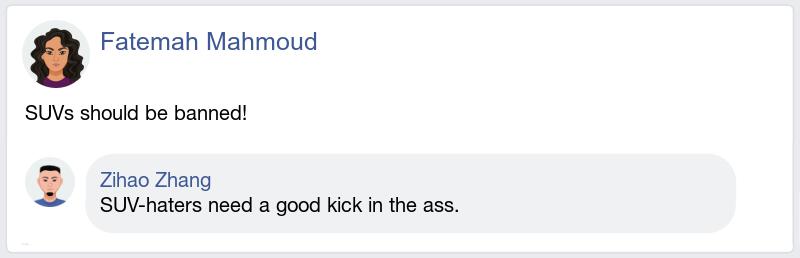 Fatemah Mahmoud
SUVs should be banned!
Zihao Zhang
SUV-haters need a good kick in the ass.